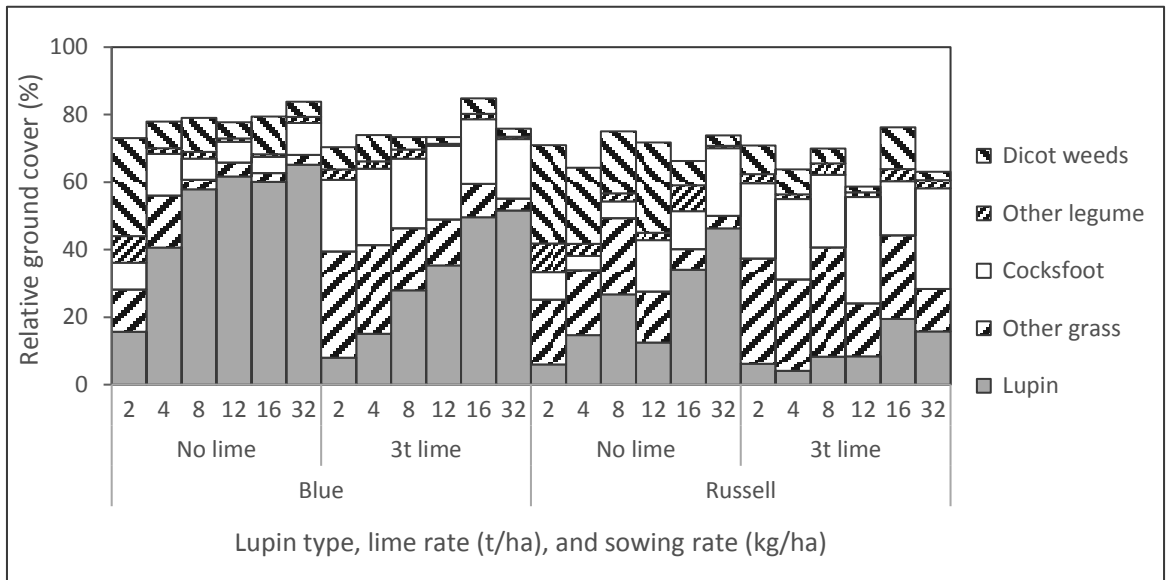 100
80
60
40
20
0
Relative ground cover (%)
2 4 8 12 16 32 2 4 8 12 16 32 2 4 8 12 16 32 2 4 8 12 16 32
No lime 3t lime No lime 3t lime
Blue Russell
Lupin type, lime rate (t/ha), and sowing rate (kg/ha)
Dicot weeds
Other legume
Cocksfoot
Other grass
Lupin